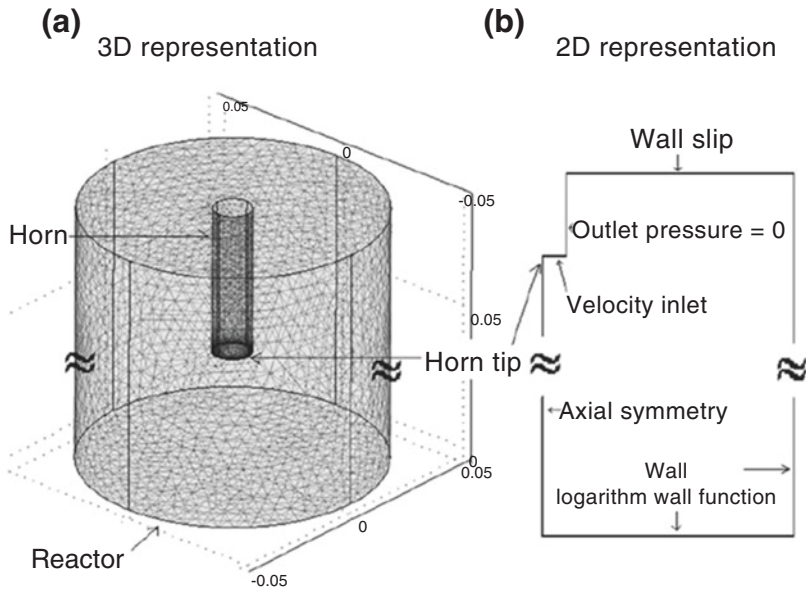 (a)
3D representation
0.05
0
-0.05
Horn
0.05
Horn tip
0
0.05
0
-0.05
Reactor
(b)
2D representation
Wall slip
Outlet pressure = 0
Velocity inlet
Axial symmetry
Wall
logarithm wall function